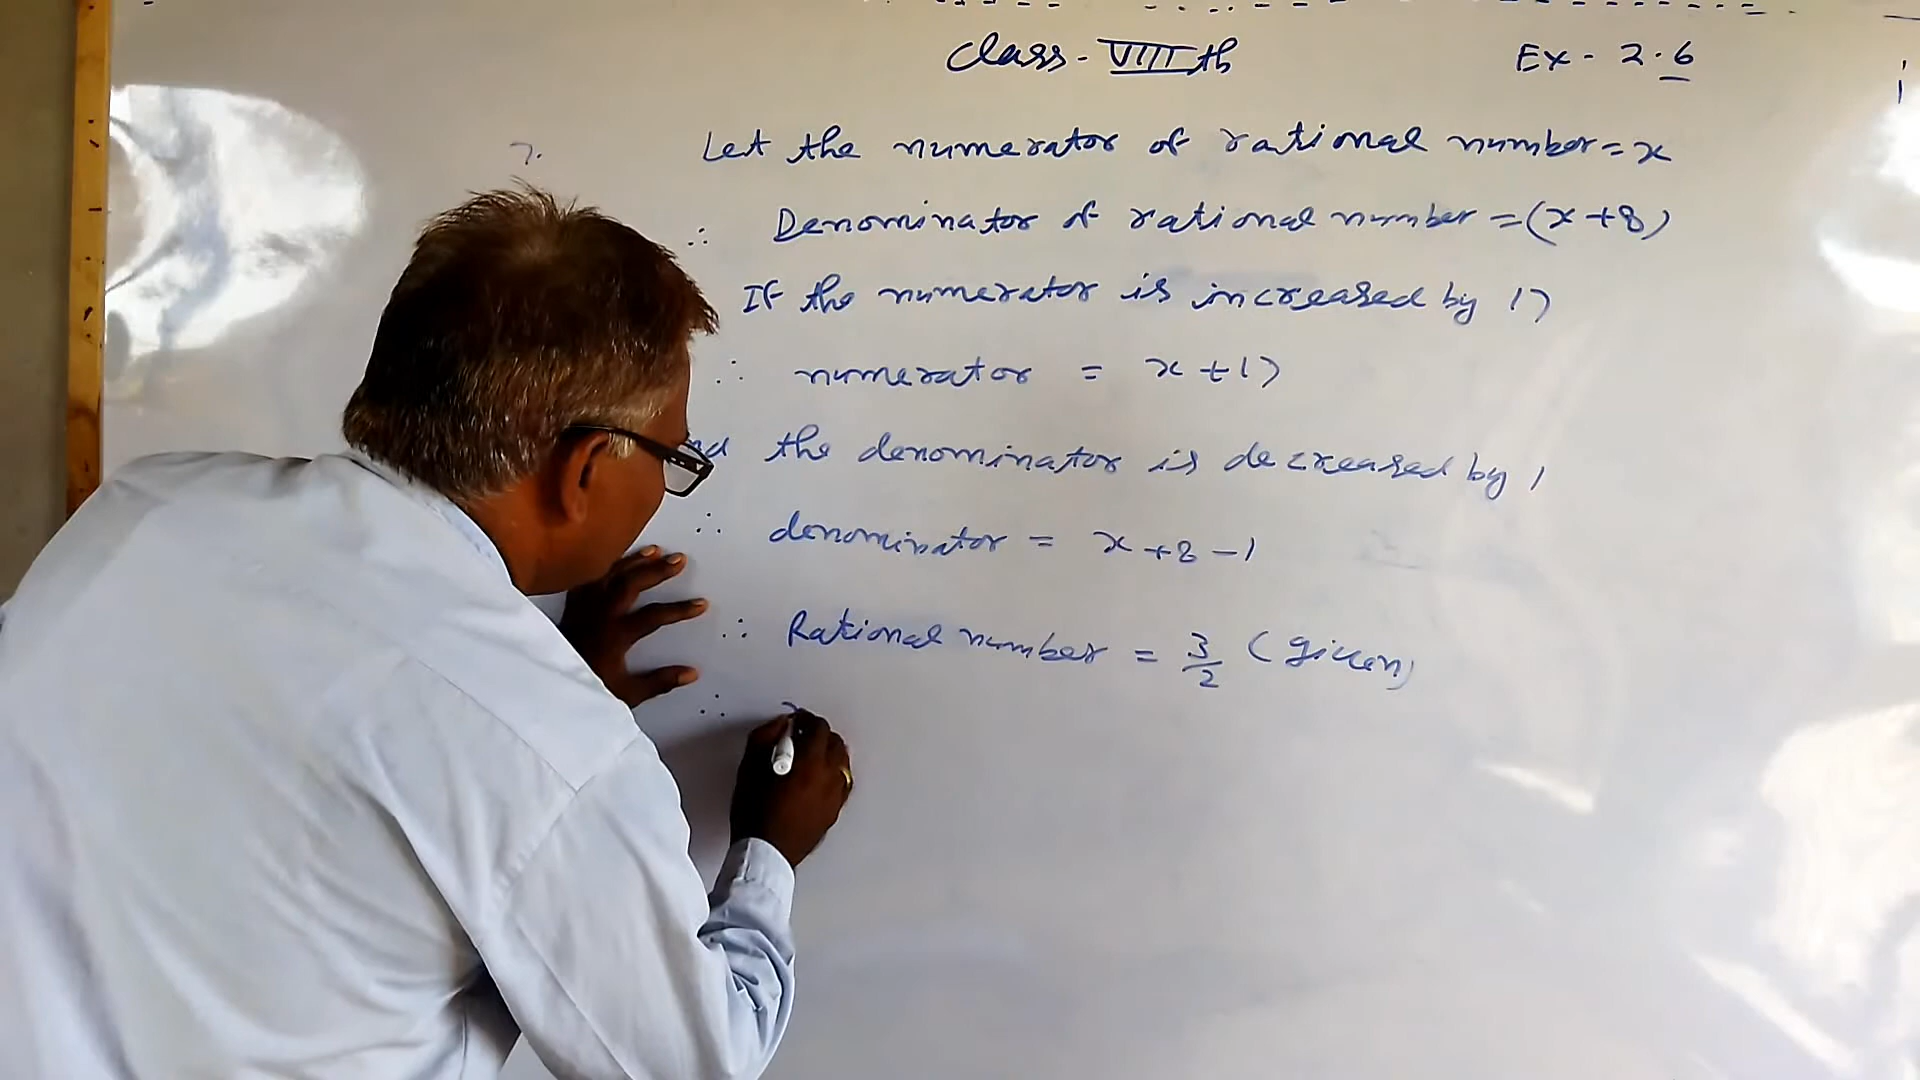 Class - VIII th Ex - 2.6
7. Let the numerator of rational number = x
∴ Denominator of rational number = (x + 8)
If the numerator is increased by 17
∴ numerator = x + 17
the denominator is decreased by 1
∴ denominator = x + 8 - 1
∴ Rational number = 3/2 (given)
∴